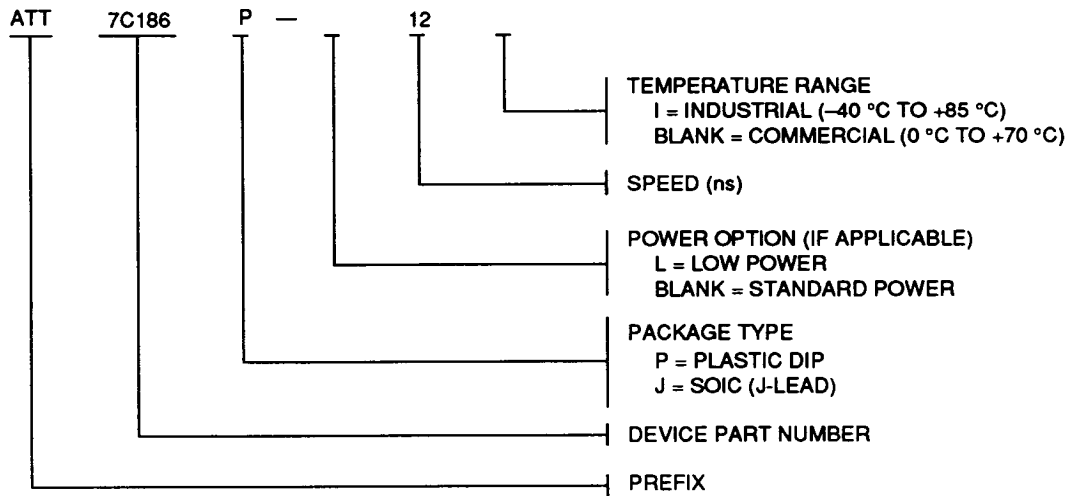 ATT 7C186 P — 12
TEMPERATURE RANGE
I = INDUSTRIAL (–40 °C TO +85 °C)
BLANK = COMMERCIAL (0 °C TO +70 °C)
SPEED (ns)
POWER OPTION (IF APPLICABLE)
L = LOW POWER
BLANK = STANDARD POWER
PACKAGE TYPE
P = PLASTIC DIP
J = SOIC (J-LEAD)
DEVICE PART NUMBER
PREFIX